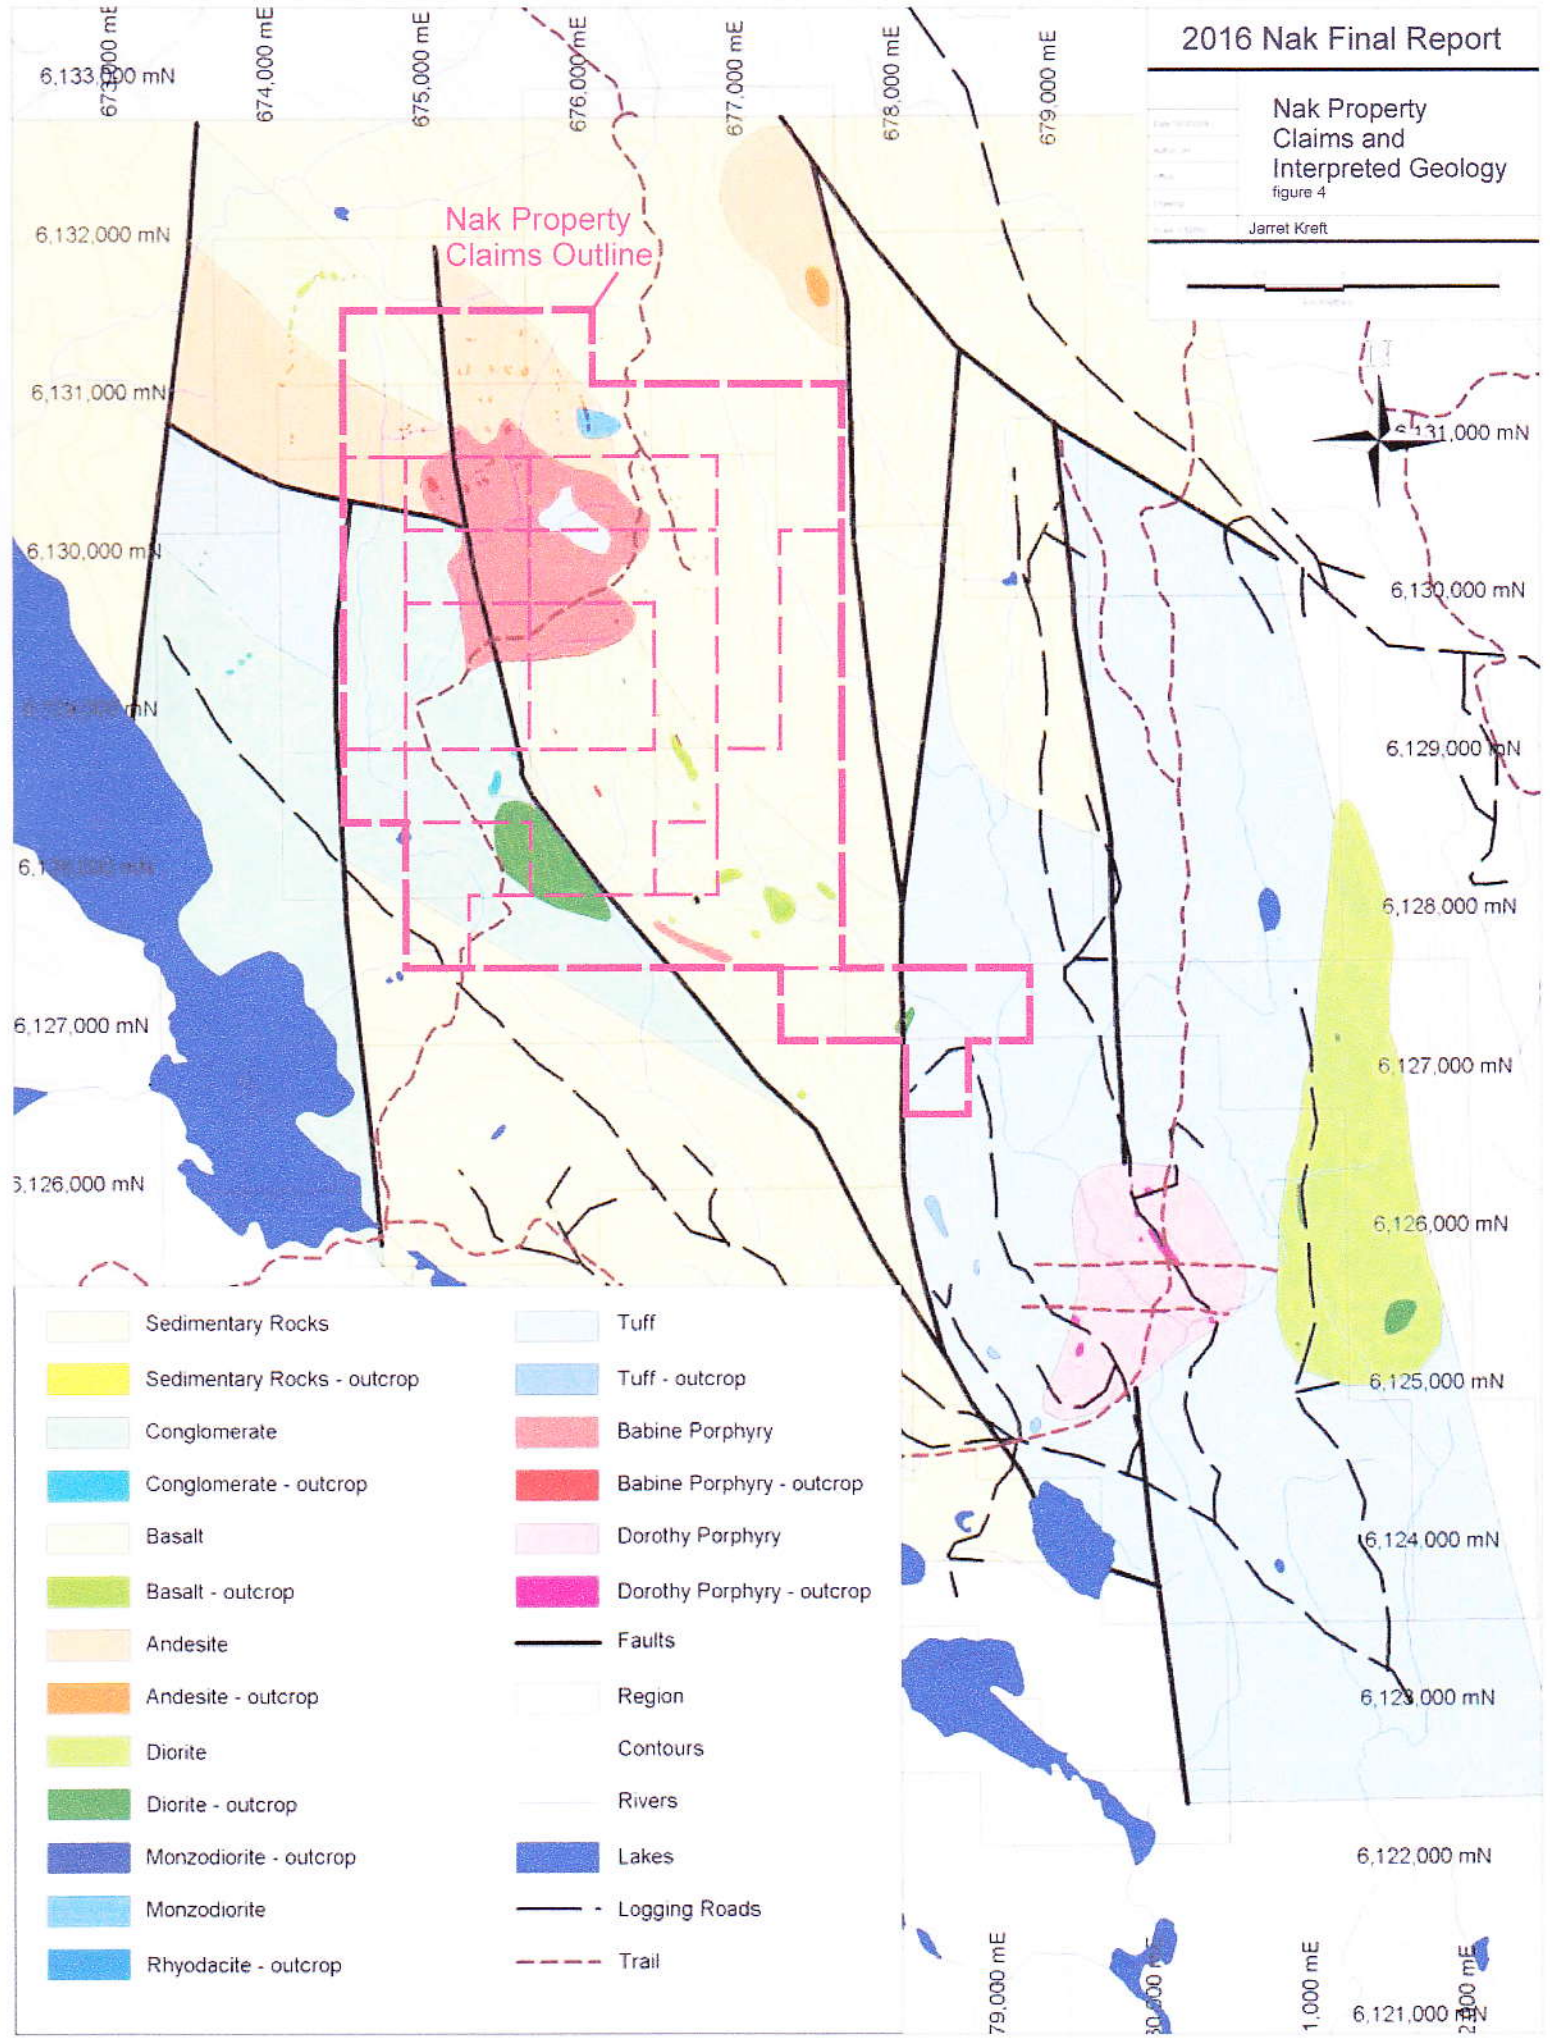 2016 Nak Final Report
Nak Property
Claims and
Interpreted Geology
figure 4
Jarret Kreft
673,000 mE
674,000 mE
675,000 mE
676,000 mE
677,000 mE
678,000 mE
679,000 mE
6,133,000 mN
6,132,000 mN
6,131,000 mN
6,130,000 mN
6,127,000 mN
6,126,000 mN
Nak Property
Claims Outline
6,131,000 mN
6,130,000 mN
6,129,000 mN
6,128,000 mN
6,127,000 mN
6,126,000 mN
6,125,000 mN
6,124,000 mN
6,123,000 mN
6,122,000 mN
6,121,000 mN
Sedimentary Rocks
Sedimentary Rocks - outcrop
Conglomerate
Conglomerate - outcrop
Basalt
Basalt - outcrop
Andesite
Andesite - outcrop
Diorite
Diorite - outcrop
Monzodiorite - outcrop
Monzodiorite
Rhyodacite - outcrop
Tuff
Tuff - outcrop
Babine Porphyry
Babine Porphyry - outcrop
Dorothy Porphyry
Dorothy Porphyry - outcrop
Faults
Region
Contours
Rivers
Lakes
Logging Roads
Trail
79,000 mE
1,000 mE